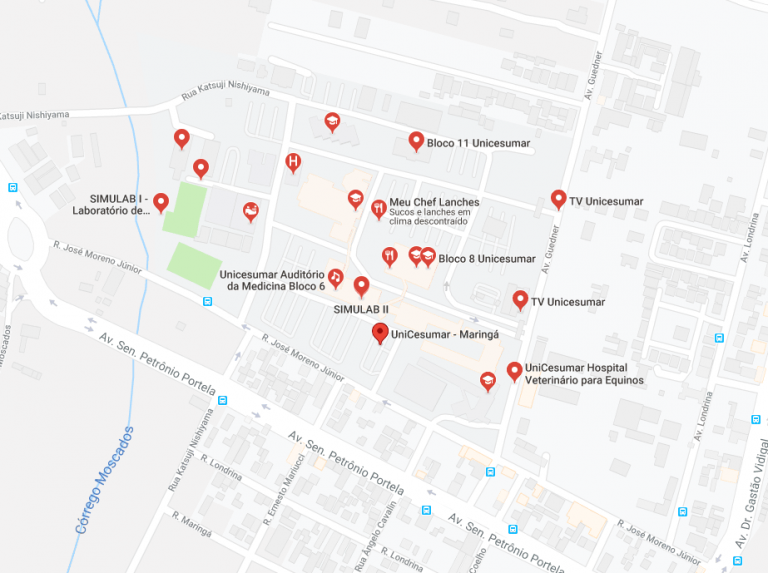 Av. Guedner
Rua Katsuji Nishiyama
Katsuji Nishiyama
Bloco 11 Unicesumar
H
SIMULAB I -
Laboratório de...
Meu Chef Lanches
Sucos e lanches em
clima descontraído
TV Unicesumar
Av. Londrina
Av. Guedner
R. José Moreno Júnior
Bloco 8 Unicesumar
Unicesumar Auditório
da Medicina Bloco 6
SIMULAB II
TV Unicesumar
UniCesumar - Maringá
Moscados
Av. Sen. Petrônio Portela
R. José Moreno Júnior
UniCesumar Hospital
Veterinário para Equinos
Av. Londrina
Córrego Moscados
Rua Katsuji Nishiyama
Av. Sen. Petrônio Portela
R. Londrina
R. Ernesto Mariucci
Av. Dr. Gastão Vidigal
R. Maringá
Rua Ângelo Cavalin
Av. Sen. Petrônio Portela
R. José Moreno Júnior
R. Londrina
Coelho